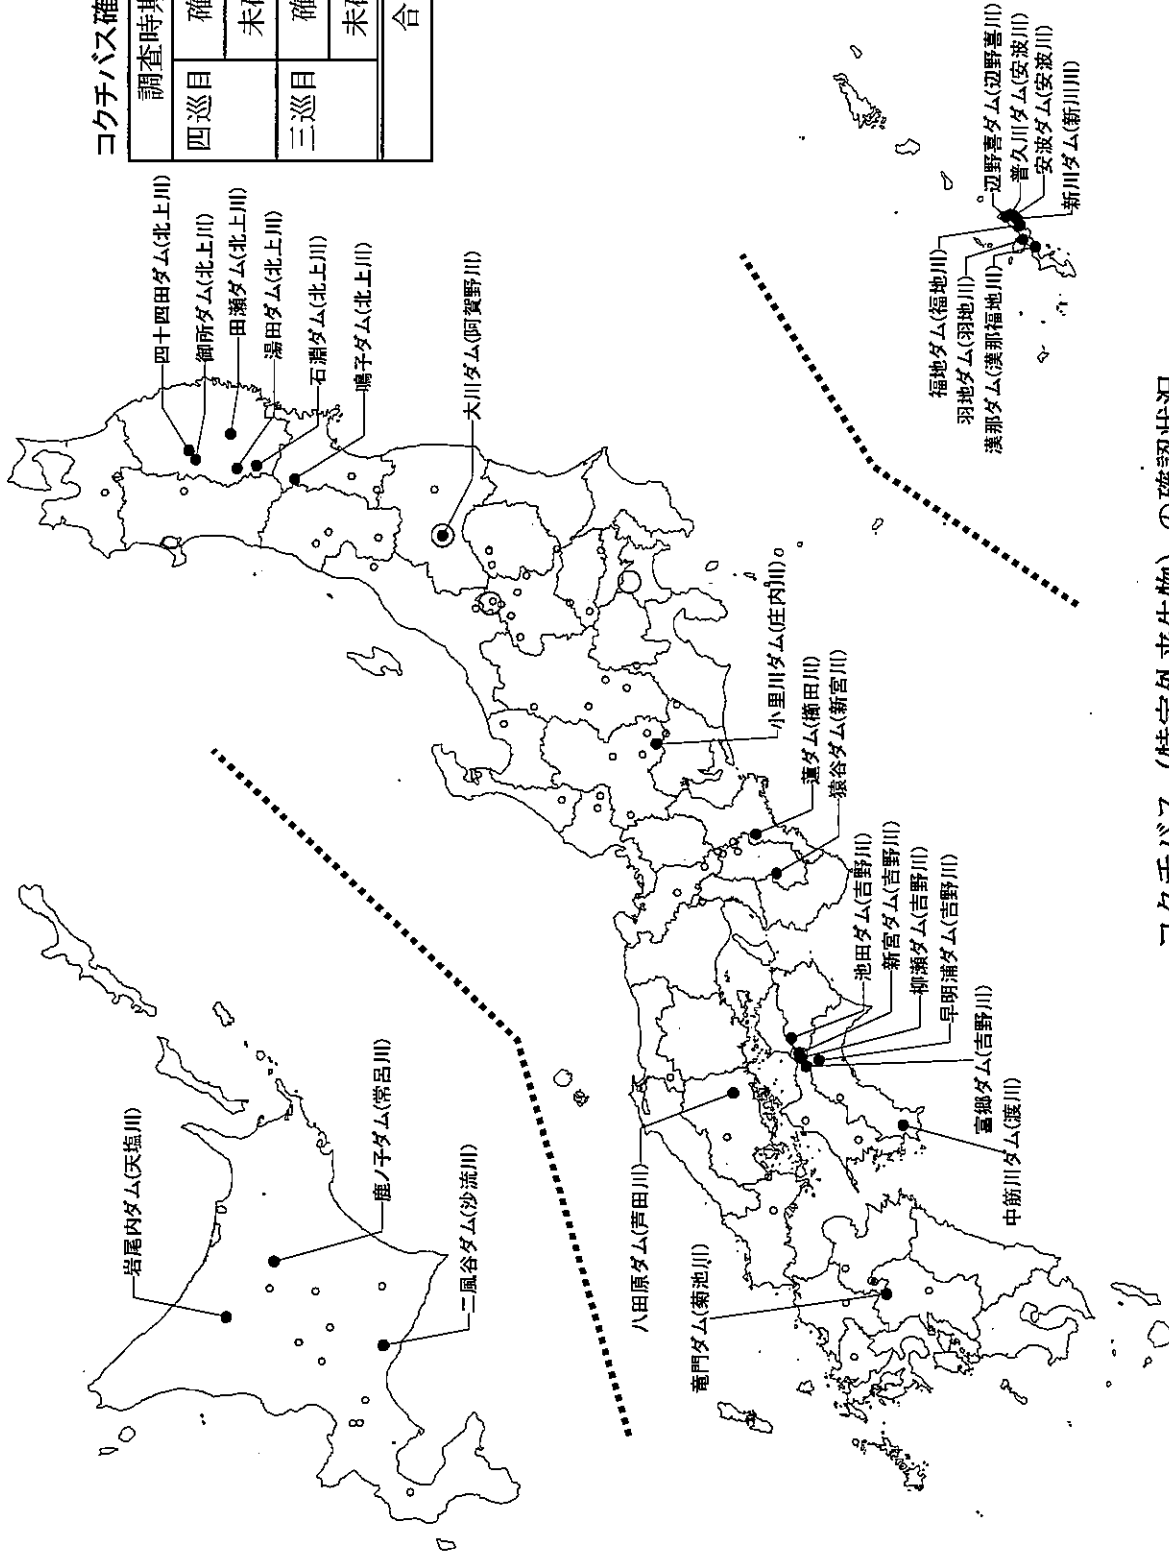 コクチバス確
調査時期
四巡目
確
未確
三巡目
確
未確
合
四十四田ダム(北上川)
御所ダム(北上川)
田瀬ダム(北上川)
湯田ダム(北上川)
石淵ダム(北上川)
鳴子ダム(北上川)
大川ダム(阿賀野川)
岩尾内ダム(天塩川)
鹿ノ子ダム(常呂川)
二風谷ダム(沙流川)
小里川ダム(庄内川)
蓮ダム(櫛田川)
猿谷ダム(新宮川)
八田原ダム(芦田川)
竜門ダム(菊池川)
池田ダム(吉野川)
新宮ダム(吉野川)
柳瀬ダム(吉野川)
早明浦ダム(吉野川)
富郷ダム(吉野川)
中筋川ダム(渡川)
福地ダム(福地川)
羽地ダム(羽地川)
漢那ダム(漢那福地川)
辺野喜ダム(辺野喜川)
普久川ダム(安波川)
安波ダム(安波川)
新川ダム(新川川)
コクチバス (特定外来生物) の確認状況